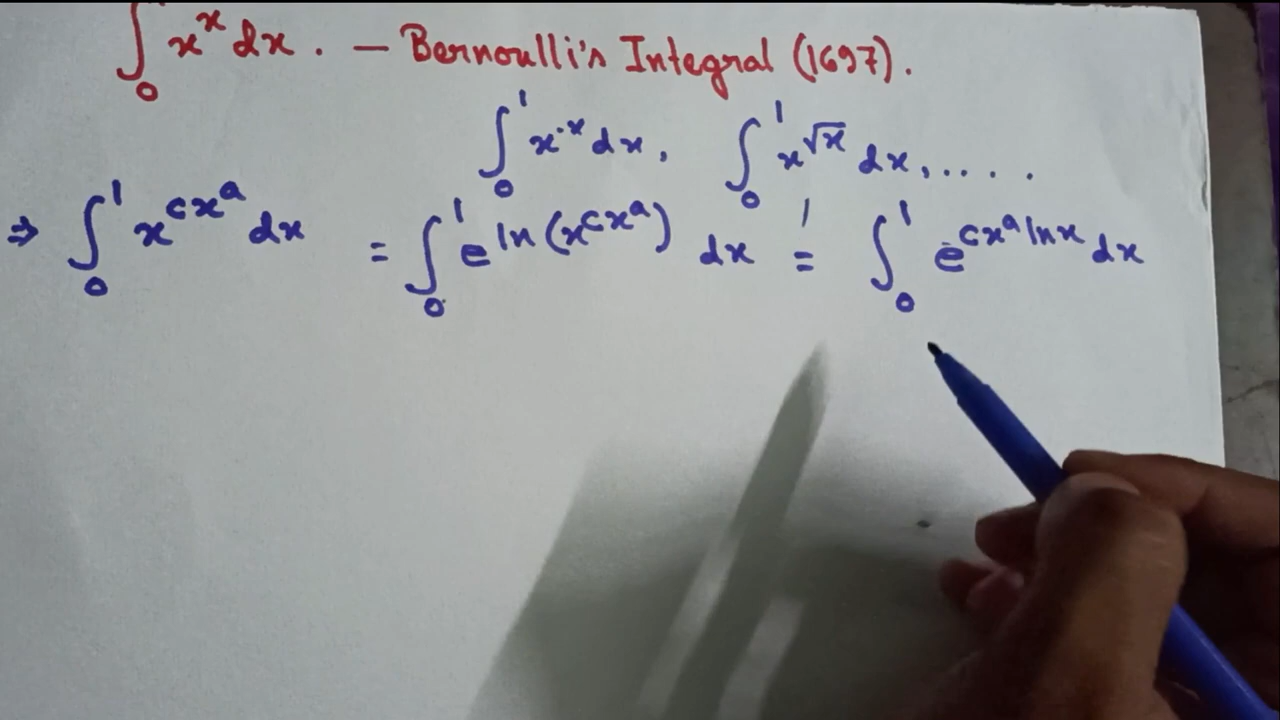 ∫₀ x^x dx. — Bernoulli's Integral (1697).
∫₀¹ x^{-x} dx, ∫₀¹ x^{√x} dx, . . . .
⇒ ∫₀¹ x^{cx^a} dx = ∫₀¹ e^{ln(x^{cx^a})} dx = ∫₀¹ e^{cx^a ln x} dx